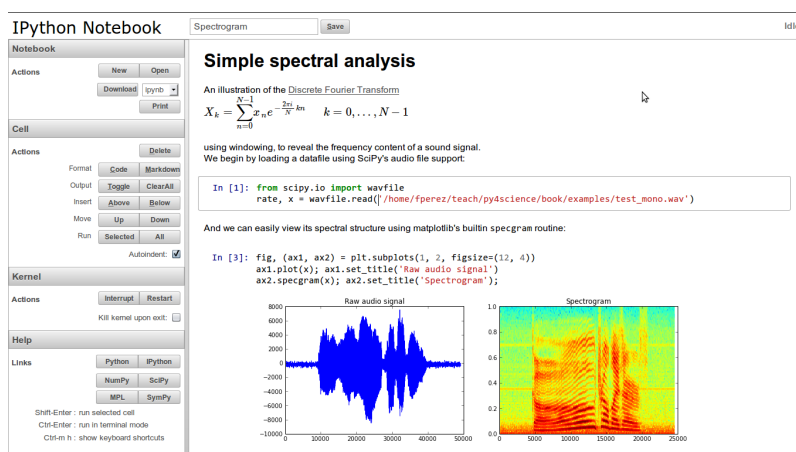 IPython Notebook
Spectrogram
Save
Idl
Notebook
Actions
New Open
Download ipynb
Print
Cell
Actions
Delete
Format Code Markdown
Output Toggle ClearAll
Insert Above Below
Move Up Down
Run Selected All
Autoindent:
Kernel
Actions
Interrupt Restart
Kill kernel upon exit:
Help
Links
Python IPython
NumPy SciPy
MPL SymPy
Shift-Enter : run selected cell
Ctrl-Enter : run in terminal mode
Ctrl-m h : show keyboard shortcuts
Simple spectral analysis
An illustration of the Discrete Fourier Transform
X_k = \sum_{n=0}^{N-1} x_n e^{-\frac{2\pi i}{N} kn} k = 0, . . . , N − 1
using windowing, to reveal the frequency content of a sound signal.
We begin by loading a datafile using SciPy's audio file support:
In [1]: from scipy.io import wavfile
rate, x = wavfile.read('/home/fperez/teach/py4science/book/examples/test_mono.wav')
And we can easily view its spectral structure using matplotlib's builtin specgram routine:
In [3]: fig, (ax1, ax2) = plt.subplots(1, 2, figsize=(12, 4))
ax1.plot(x); ax1.set_title('Raw audio signal')
ax2.specgram(x); ax2.set_title('Spectrogram');
Raw audio signal
8000
6000
4000
2000
0
−2000
−4000
−6000
−8000
−10000
0 10000 20000 30000 40000 50000
Spectrogram
1.0
0.8
0.6
0.4
0.2
0.0
0 5000 10000 15000 20000 25000